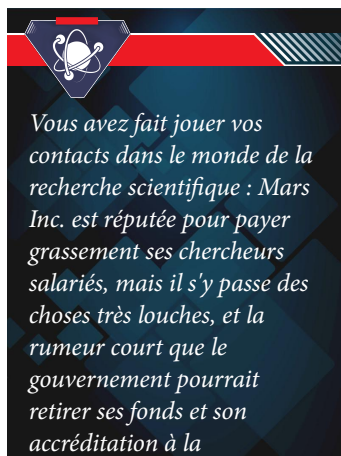 Vous avez fait jouer vos
contacts dans le monde de la
recherche scientifique : Mars
Inc. est réputée pour payer
grassement ses chercheurs
salariés, mais il s'y passe des
choses très louches, et la
rumeur court que le
gouvernement pourrait
retirer ses fonds et son
accréditation à la